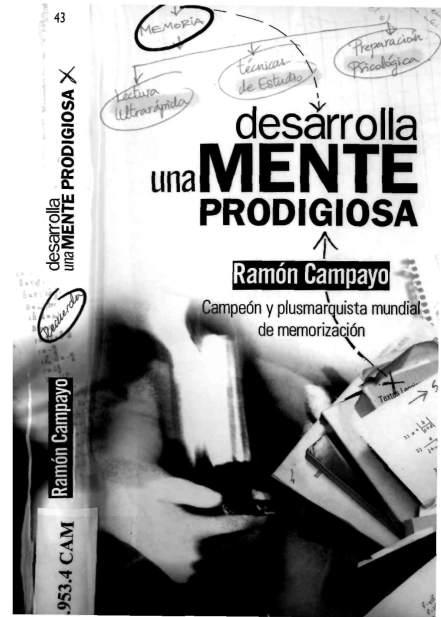 43
desarrolla
una MENTE PRODIGIOSA
Recuerda
Ramón Campayo
.953.4 CAM
MEMORIA
Lectura
Ultrarrápida
técnicas
de Estudio
Preparación
Psicológica
desarrolla
una MENTE
PRODIGIOSA
Ramón Campayo
Campeón y plusmarquista mundial
de memorización